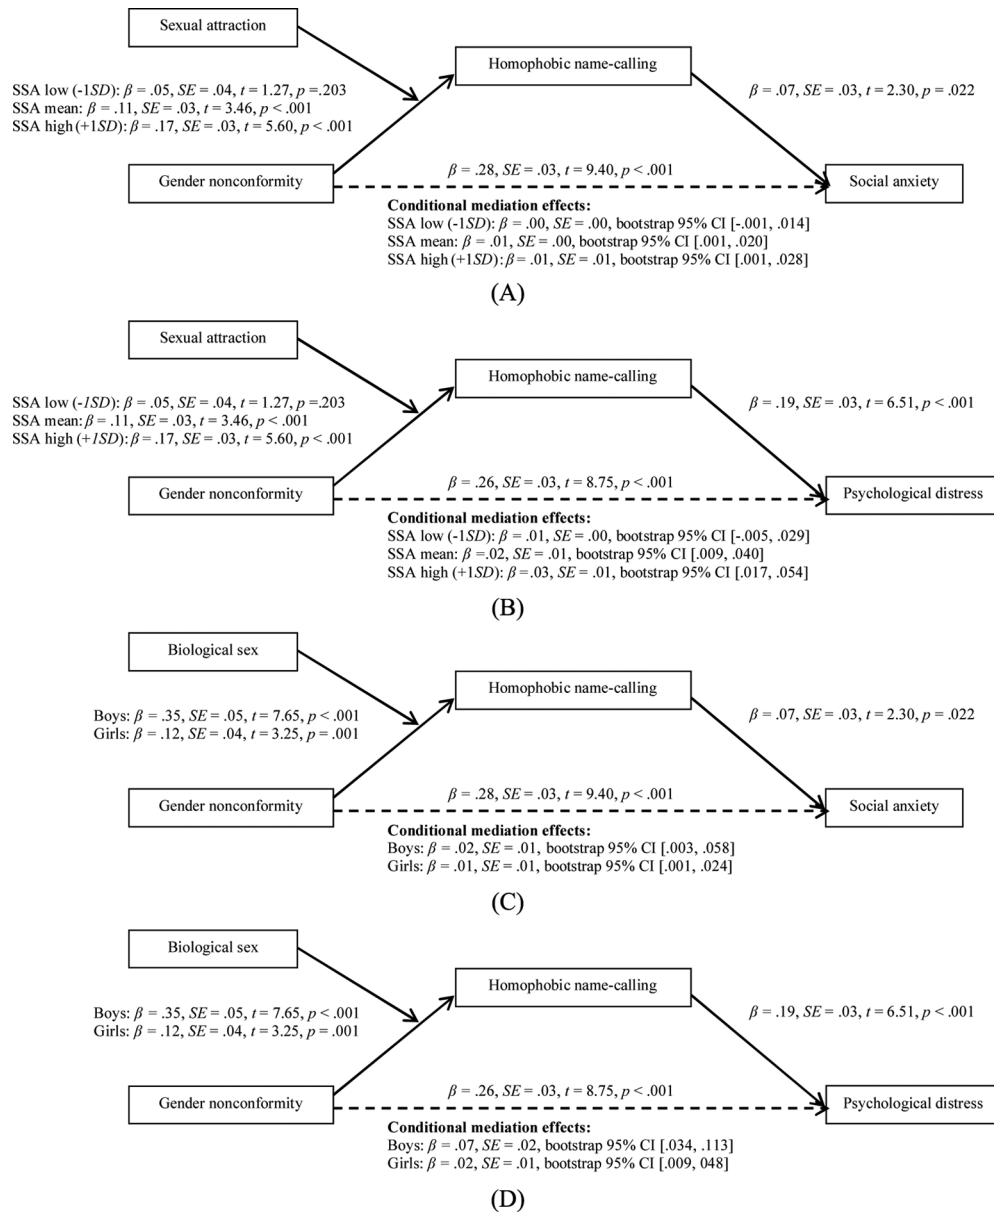 Sexual attraction
Homophobic name-calling
SSA low (-1SD): β = .05, SE = .04, t = 1.27, p =.203
SSA mean: β = .11, SE = .03, t = 3.46, p < .001
SSA high (+1SD): β = .17, SE = .03, t = 5.60, p < .001
β = .07, SE = .03, t = 2.30, p = .022
Gender nonconformity
β = .28, SE = .03, t = 9.40, p < .001
Social anxiety
Conditional mediation effects:
SSA low (-1SD): β = .00, SE = .00, bootstrap 95% CI [-.001, .014]
SSA mean: β = .01, SE = .00, bootstrap 95% CI [.001, .020]
SSA high (+1SD): β = .01, SE = .01, bootstrap 95% CI [.001, .028]
(A)
Sexual attraction
Homophobic name-calling
SSA low (-1SD): β = .05, SE = .04, t = 1.27, p =.203
SSA mean: β = .11, SE = .03, t = 3.46, p < .001
SSA high (+1SD): β = .17, SE = .03, t = 5.60, p < .001
β = .19, SE = .03, t = 6.51, p < .001
Gender nonconformity
β = .26, SE = .03, t = 8.75, p < .001
Psychological distress
Conditional mediation effects:
SSA low (-1SD): β = .01, SE = .00, bootstrap 95% CI [-.005, .029]
SSA mean: β =.02, SE = .01, bootstrap 95% CI [.009, .040]
SSA high (+1SD): β =.03, SE = .01, bootstrap 95% CI [.017, .054]
(B)
Biological sex
Homophobic name-calling
Boys: β = .35, SE = .05, t = 7.65, p < .001
Girls: β = .12, SE = .04, t = 3.25, p = .001
β = .07, SE = .03, t = 2.30, p = .022
Gender nonconformity
β = .28, SE = .03, t = 9.40, p < .001
Social anxiety
Conditional mediation effects:
Boys: β = .02, SE = .01, bootstrap 95% CI [.003, .058]
Girls: β = .01, SE = .01, bootstrap 95% CI [.001, .024]
(C)
Biological sex
Homophobic name-calling
Boys: β = .35, SE = .05, t = 7.65, p < .001
Girls: β = .12, SE = .04, t = 3.25, p = .001
β = .19, SE = .03, t = 6.51, p < .001
Gender nonconformity
β = .26, SE = .03, t = 8.75, p < .001
Psychological distress
Conditional mediation effects:
Boys: β = .07, SE = .02, bootstrap 95% CI [.034, .113]
Girls: β = .02, SE = .01, bootstrap 95% CI [.009, 048]
(D)